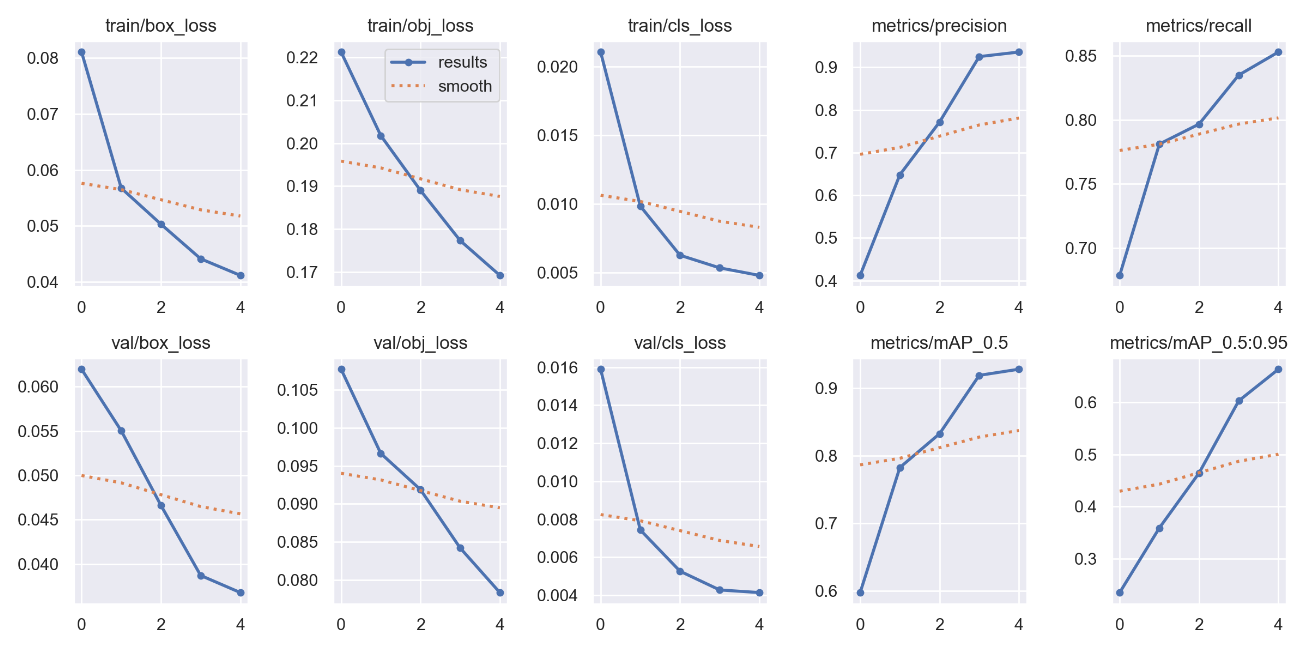 train/box_loss
0.08
0.07
0.06
0.05
0.04
0 2 4
train/obj_loss
results
smooth
0.22
0.21
0.20
0.19
0.18
0.17
0 2 4
train/cls_loss
0.020
0.015
0.010
0.005
0 2 4
metrics/precision
0.9
0.8
0.7
0.6
0.5
0.4
0 2 4
metrics/recall
0.85
0.80
0.75
0.70
0 2 4
val/box_loss
0.060
0.055
0.050
0.045
0.040
0 2 4
val/obj_loss
0.105
0.100
0.095
0.090
0.085
0.080
0 2 4
val/cls_loss
0.016
0.014
0.012
0.010
0.008
0.006
0.004
0 2 4
metrics/mAP_0.5
0.9
0.8
0.7
0.6
0 2 4
metrics/mAP_0.5:0.95
0.6
0.5
0.4
0.3
0 2 4